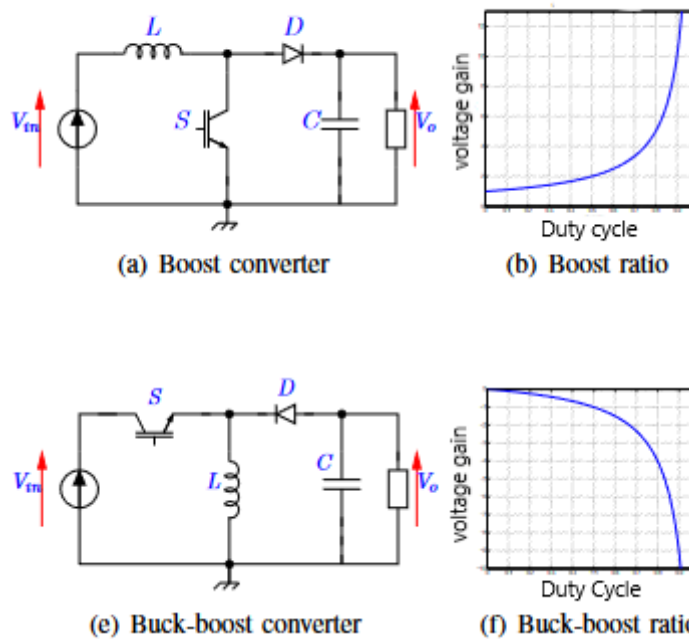 L
D
V_in
S
C
V_o
voltage gain
Duty cycle
(a) Boost converter
(b) Boost ratio
S
D
V_in
L
C
V_o
voltage gain
Duty Cycle
(e) Buck-boost converter
(f) Buck-boost ratio